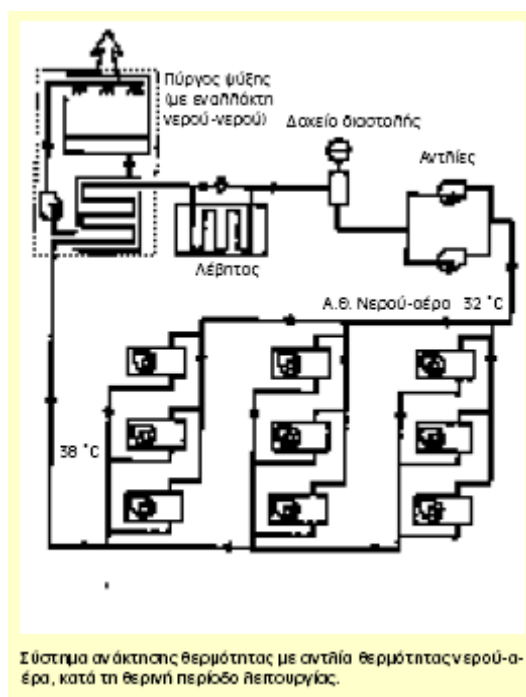 Πύργος ψύξης
(με εναλλάκτη
νερού-νερού)
Δοχείο διαστολής
Αντλίες
Λέβητας
Α.Θ. Νερού-αέρα 32 °C
38 °C
Σύστημα ανάκτησης θερμότητας με αντλία θερμότητας νερού-α-
έρα, κατά τη θερινή περίοδο λειτουργίας.